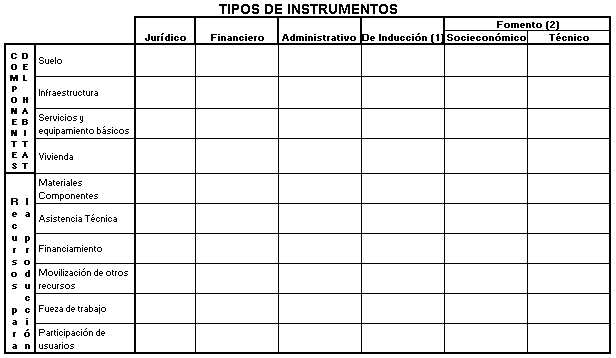 TIPOS DE INSTRUMENTOS
Fomento (2)
Jurídico Financiero Administrativo De Inducción (1) Socieconómico Técnico
COMPONENTES
DEL HABITAT
Suelo
Infraestructura
Servicios y
equipamiento básicos
Vivienda
Recursos para
la producción
Materiales
Componentes
Asistencia Técnica
Financiamiento
Movilización de otros
recursos
Fueza de trabajo
Participación de
usuarios